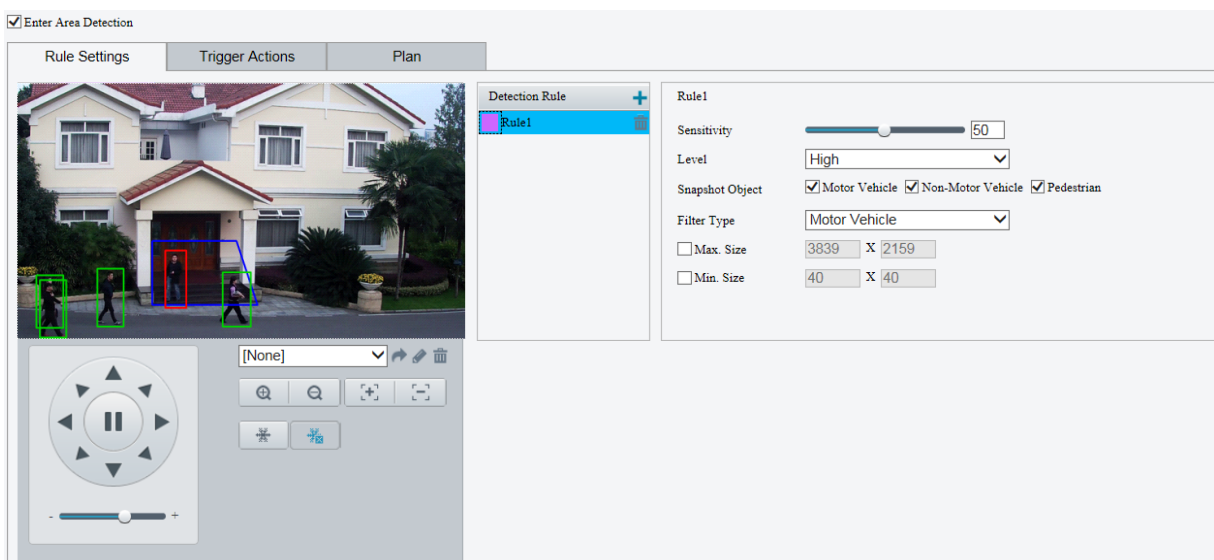 Enter Area Detection
Rule Settings Trigger Actions Plan
Detection Rule
Rule1
Rule1
Sensitivity 50
Level High
Snapshot Object Motor Vehicle Non-Motor Vehicle Pedestrian
Filter Type Motor Vehicle
Max. Size 3839 X 2159
Min. Size 40 X 40
[None]
- +